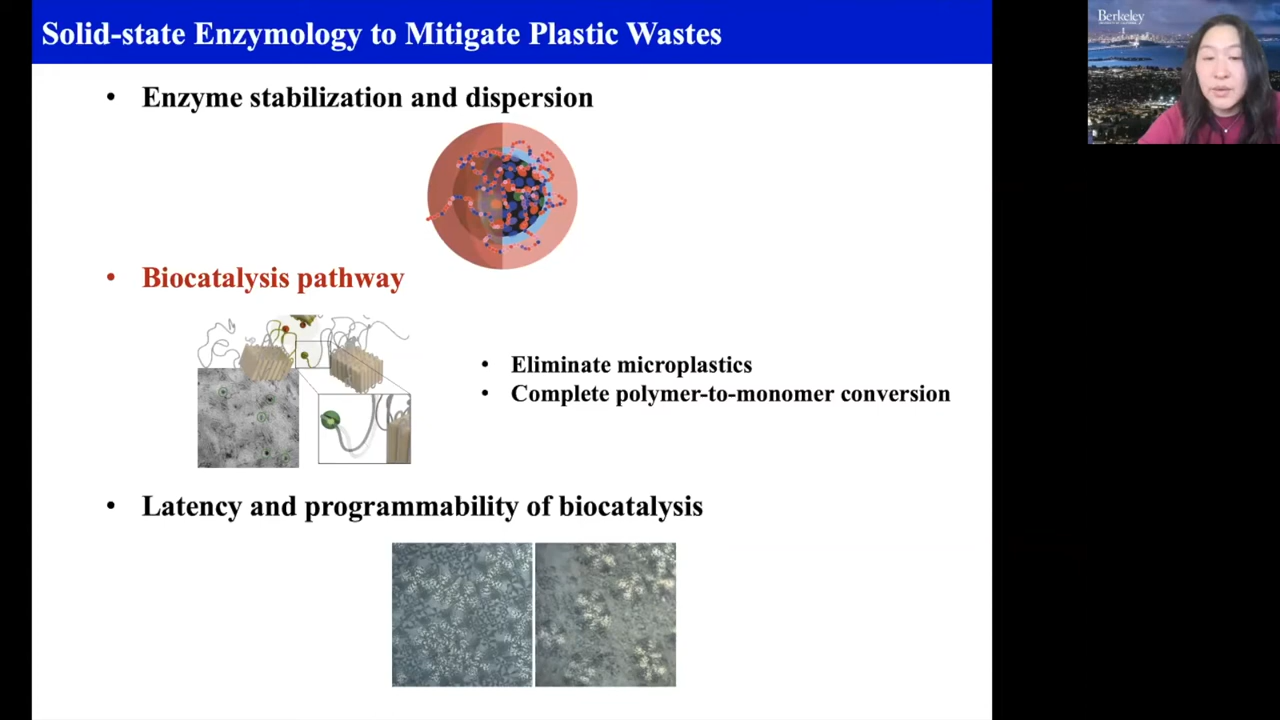 Solid-state Enzymology to Mitigate Plastic Wastes
• Enzyme stabilization and dispersion
• Biocatalysis pathway
• Eliminate microplastics
• Complete polymer-to-monomer conversion
• Latency and programmability of biocatalysis
Berkeley